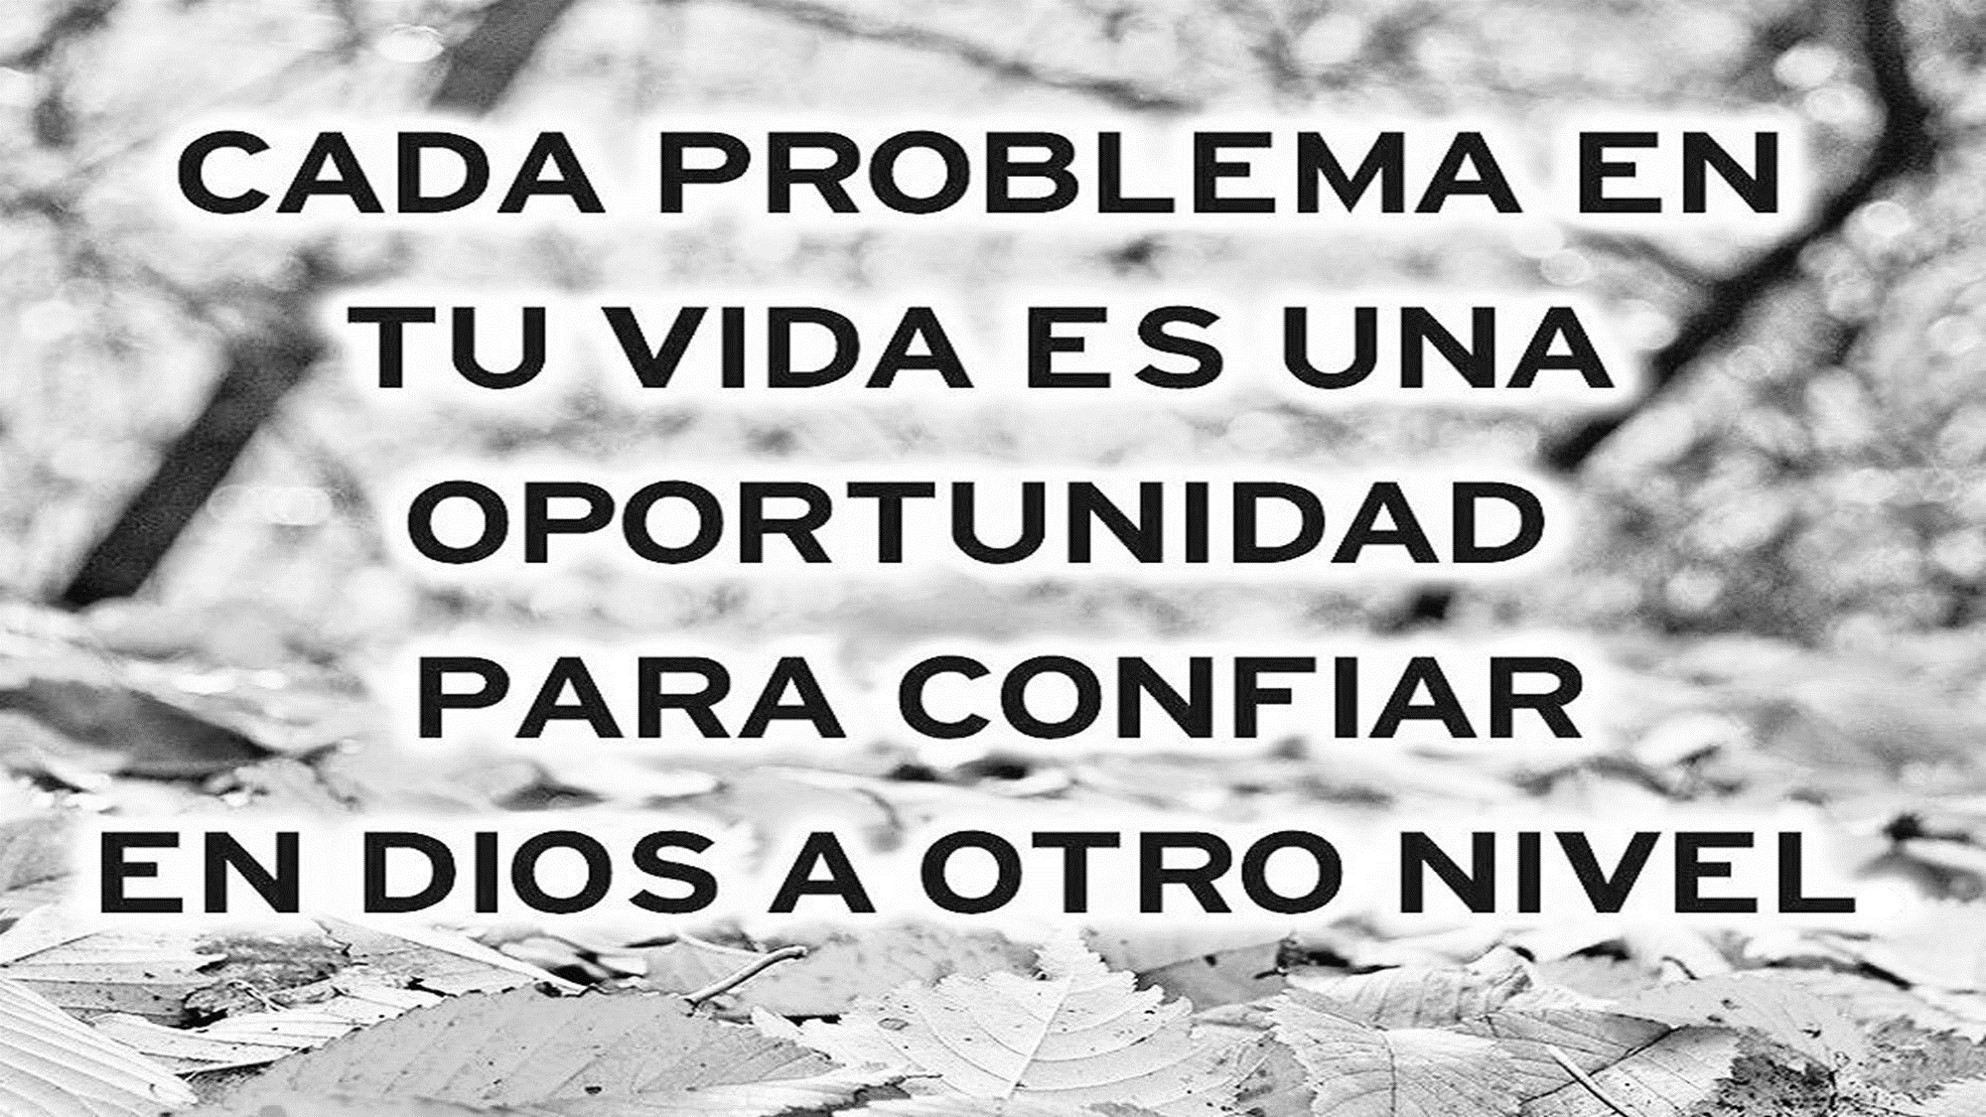 CADA PROBLEMA EN
TU VIDA ES UNA
OPORTUNIDAD
PARA CONFIAR
EN DIOS A OTRO NIVEL